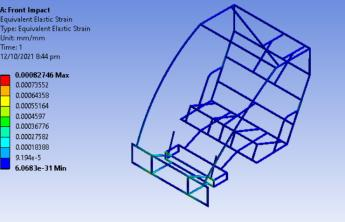 A: Front Impact
Equivalent Elastic Strain
Type: Equivalent Elastic Strain
Unit: mm/mm
Time: 1
12/10/2021 8:44 pm
0.00082746 Max
0.00073552
0.00064358
0.00055164
0.0004597
0.00036776
0.00027582
0.00018388
9.194e-5
6.0683e-31 Min